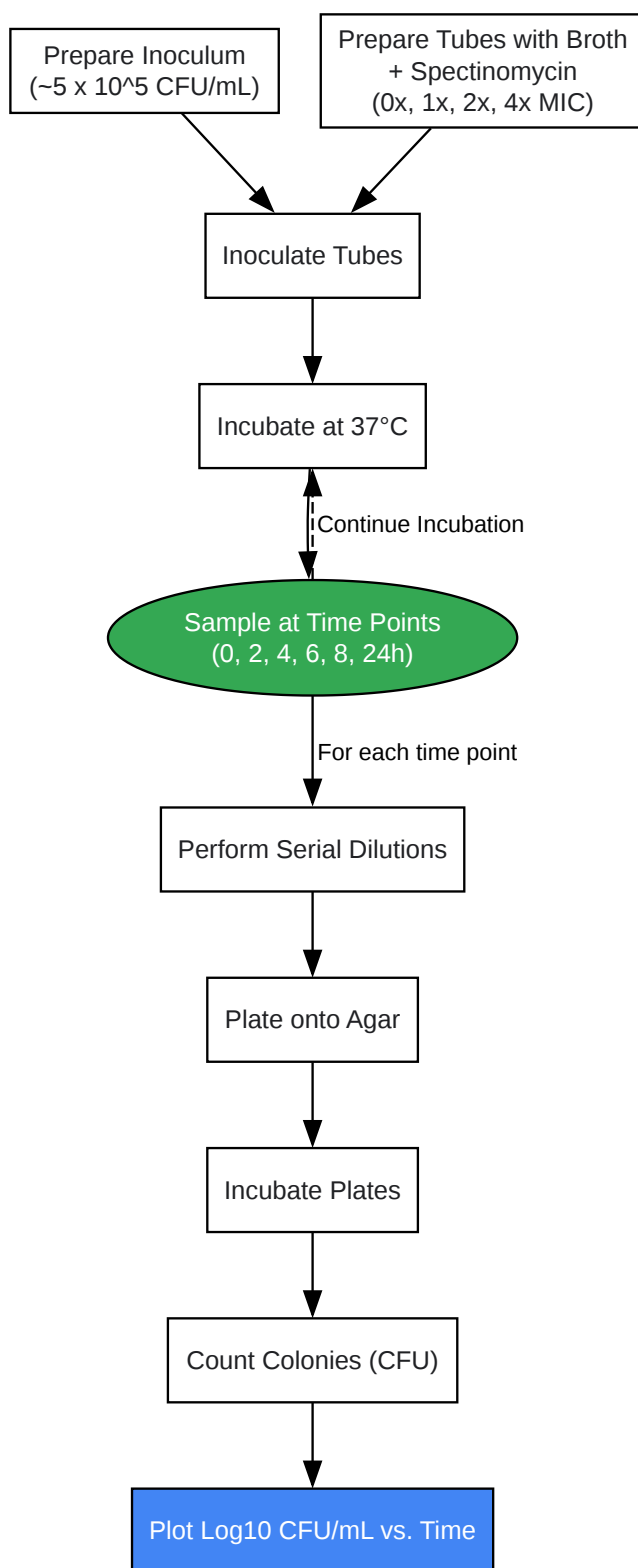 Prepare Inoculum
(~5 x 10^5 CFU/mL)
Prepare Tubes with Broth
+ Spectinomycin
(0x, 1x, 2x, 4x MIC)
Inoculate Tubes
Incubate at 37°C
Continue Incubation
Sample at Time Points
(0, 2, 4, 6, 8, 24h)
For each time point
Perform Serial Dilutions
Plate onto Agar
Incubate Plates
Count Colonies (CFU)
Plot Log10 CFU/mL vs. Time